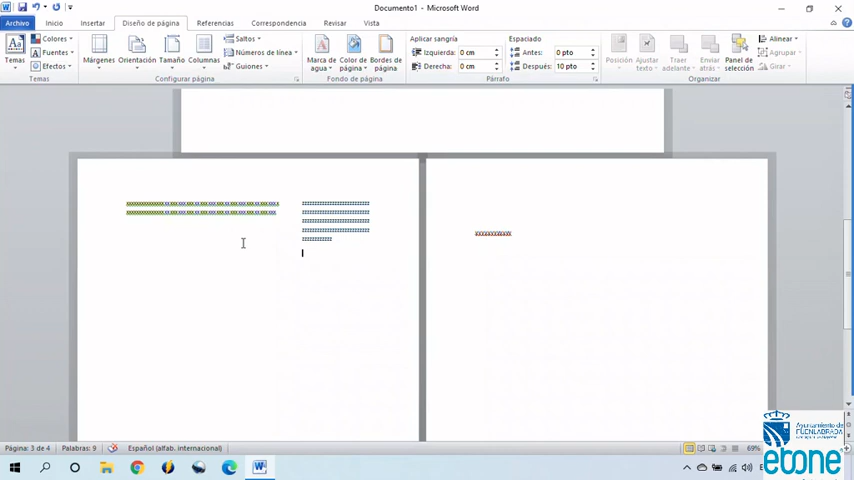 Documento1 - Microsoft Word
Archivo Inicio Insertar Diseño de página Referencias Correspondencia Revisar Vista
Aa Colores Saltos Aplicar sangría Espaciado Alinear
Fuentes Números de línea Izquierda: 0 cm Antes: 0 pto Agrupar
Temas Efectos Márgenes Orientación Tamaño Columnas Guiones Marca de agua Color de página Bordes de página Derecha: 0 cm Después: 10 pto Posición Ajustar texto Traer adelante Enviar atrás Panel de selección Girar
Temas Configurar página Fondo de página Párrafo Organizar
Página: 3 de 4 Palabras: 9 Español (alfab. internacional) 69%
Ayuntamiento de
FUENLABRADA
etone